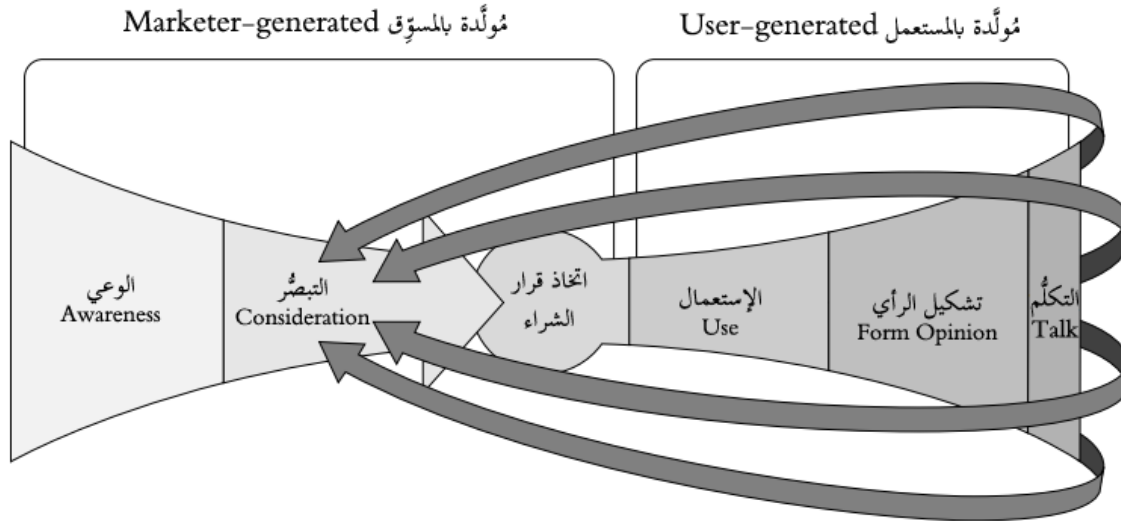 Marketer-generated مُولَّدة بالمسوِّق
User-generated مُولَّدة بالمستعمل
الوعي
Awareness
التبصُّر
Consideration
اتخاذ قرار
الشراء
الإستعمال
Use
تشكيل الرأي
Form Opinion
التكلُّم
Talk